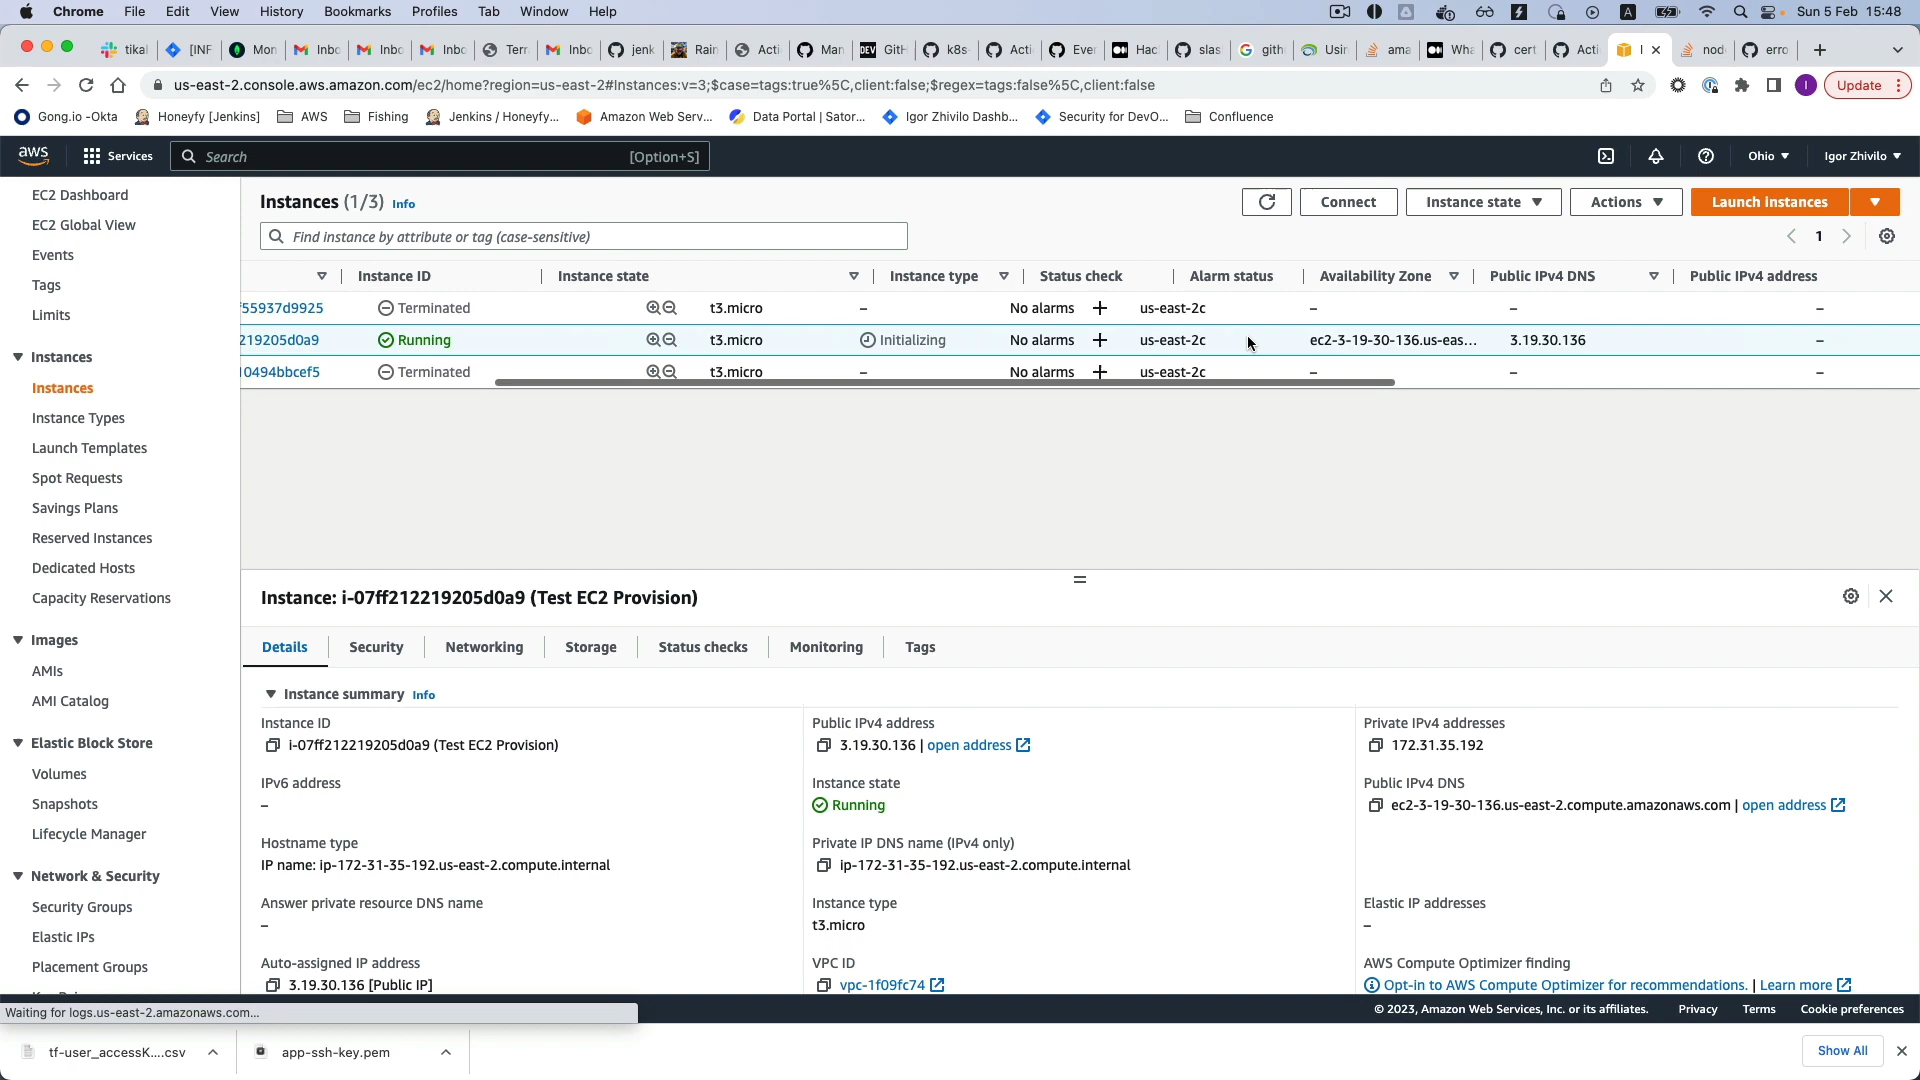 Chrome File Edit View History Bookmarks Profiles Tab Window Help A Sun 5 Feb 15:48
tikal [INF Mon Inbo Inbo Inbo Terr Inbo jenk Rain Acti Man DEV GitH k8s- Acti Eve Hac slas G gith Usin ama Wha cert Acti I node erro
us-east-2.console.aws.amazon.com/ec2/home?region=us-east-2#Instances:v=3;$case=tags:true%5C,client:false;$regex=tags:false%5C,client:false I Update
Gong.io -Okta Honeyfy [Jenkins] AWS Fishing Jenkins / Honeyfy... Amazon Web Serv... Data Portal | Sator... Igor Zhivilo Dashb... Security for DevO... Confluence
aws Services Search [Option+S] Ohio Igor Zhivilo
EC2 Dashboard
EC2 Global View
Events
Tags
Limits
Instances
Instances
Instance Types
Launch Templates
Spot Requests
Savings Plans
Reserved Instances
Dedicated Hosts
Capacity Reservations
Images
AMIs
AMI Catalog
Elastic Block Store
Volumes
Snapshots
Lifecycle Manager
Network & Security
Security Groups
Elastic IPs
Placement Groups
Instances (1/3) Info Connect Instance state Actions Launch instances
Find instance by attribute or tag (case-sensitive) 1
Instance ID Instance state Instance type Status check Alarm status Availability Zone Public IPv4 DNS Public IPv4 address
f55937d9925 Terminated t3.micro – No alarms + us-east-2c – – –
219205d0a9 Running t3.micro Initializing No alarms + us-east-2c ec2-3-19-30-136.us-eas... 3.19.30.136 –
10494bbcef5 Terminated t3.micro – No alarms + us-east-2c – – –
Instance: i-07ff212219205d0a9 (Test EC2 Provision)
Details Security Networking Storage Status checks Monitoring Tags
Instance summary Info
Instance ID
i-07ff212219205d0a9 (Test EC2 Provision)
Public IPv4 address
3.19.30.136 | open address
Private IPv4 addresses
172.31.35.192
IPv6 address
–
Instance state
Running
Public IPv4 DNS
ec2-3-19-30-136.us-east-2.compute.amazonaws.com | open address
Hostname type
IP name: ip-172-31-35-192.us-east-2.compute.internal
Private IP DNS name (IPv4 only)
ip-172-31-35-192.us-east-2.compute.internal
Answer private resource DNS name
–
Instance type
t3.micro
Elastic IP addresses
–
Auto-assigned IP address
3.19.30.136 [Public IP]
VPC ID
vpc-1f09fc74
AWS Compute Optimizer finding
Opt-in to AWS Compute Optimizer for recommendations. | Learn more
Waiting for logs.us-east-2.amazonaws.com...
© 2023, Amazon Web Services, Inc. or its affiliates. Privacy Terms Cookie preferences
tf-user_accessK....csv app-ssh-key.pem Show All